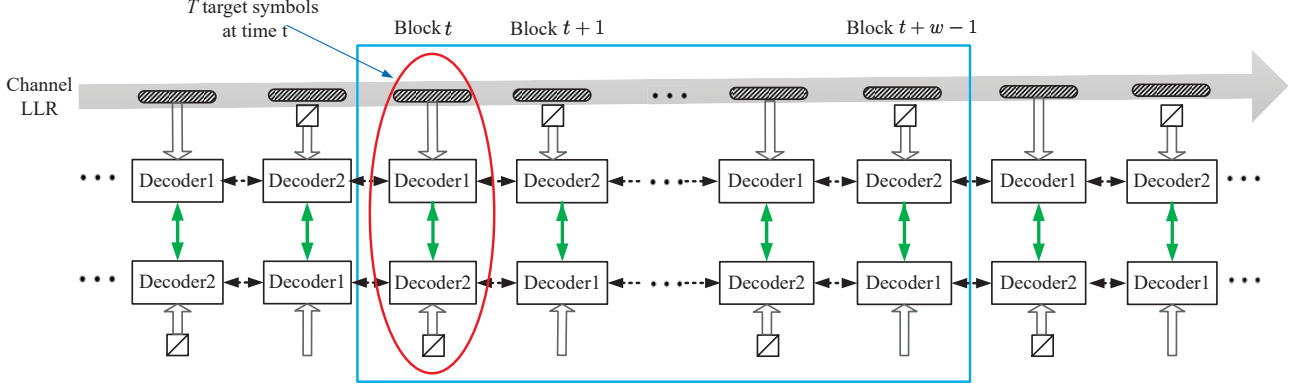 T target symbols
at time t
Block t
Block t + 1
Block t + w − 1
Channel
LLR
• • •
• • • Decoder1 Decoder2 Decoder1 Decoder2 • • • Decoder1 Decoder2 Decoder1 Decoder2 • • •
• • • Decoder2 Decoder1 Decoder2 Decoder1 • • • Decoder2 Decoder1 Decoder2 Decoder1 • • •